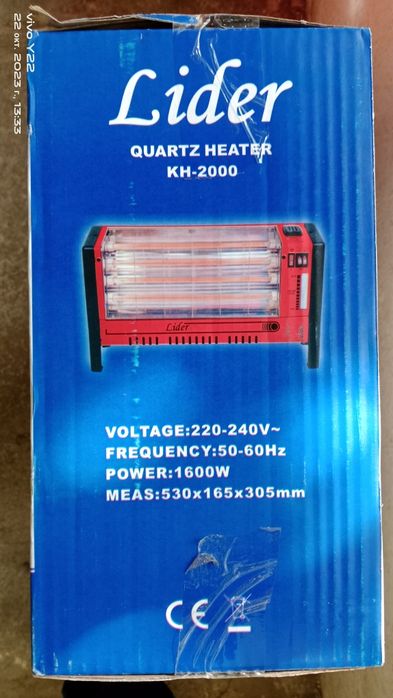 vivo Y22
22 окт. 2023 г., 13:33
Lider
QUARTZ HEATER
KH-2000
Lider
VOLTAGE:220-240V~
FREQUENCY:50-60Hz
POWER:1600W
MEAS:530x165x305mm
CE